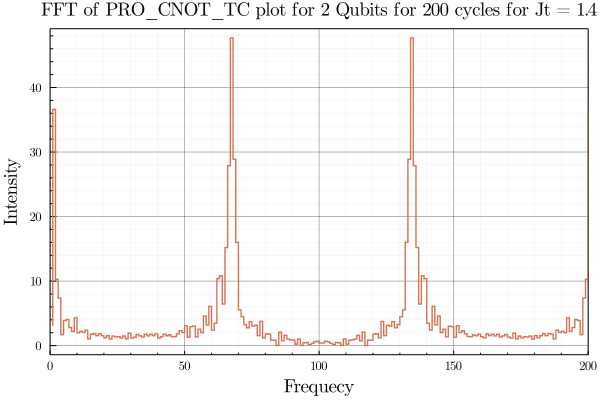 FFT of PRO_CNOT_TC plot for 2 Qubits for 200 cycles for Jt = 1.4
Intensity
40
30
20
10
0
0 50 100 150 200
Frequecy